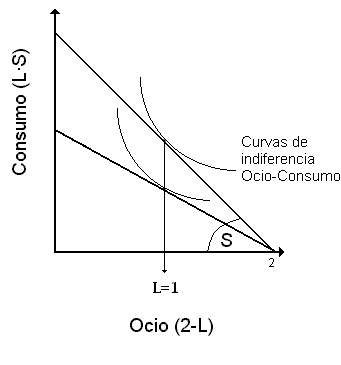 Consumo (L·S)
Curvas de
indiferencia
Ocio-Consumo
S
2
L=1
Ocio (2-L)